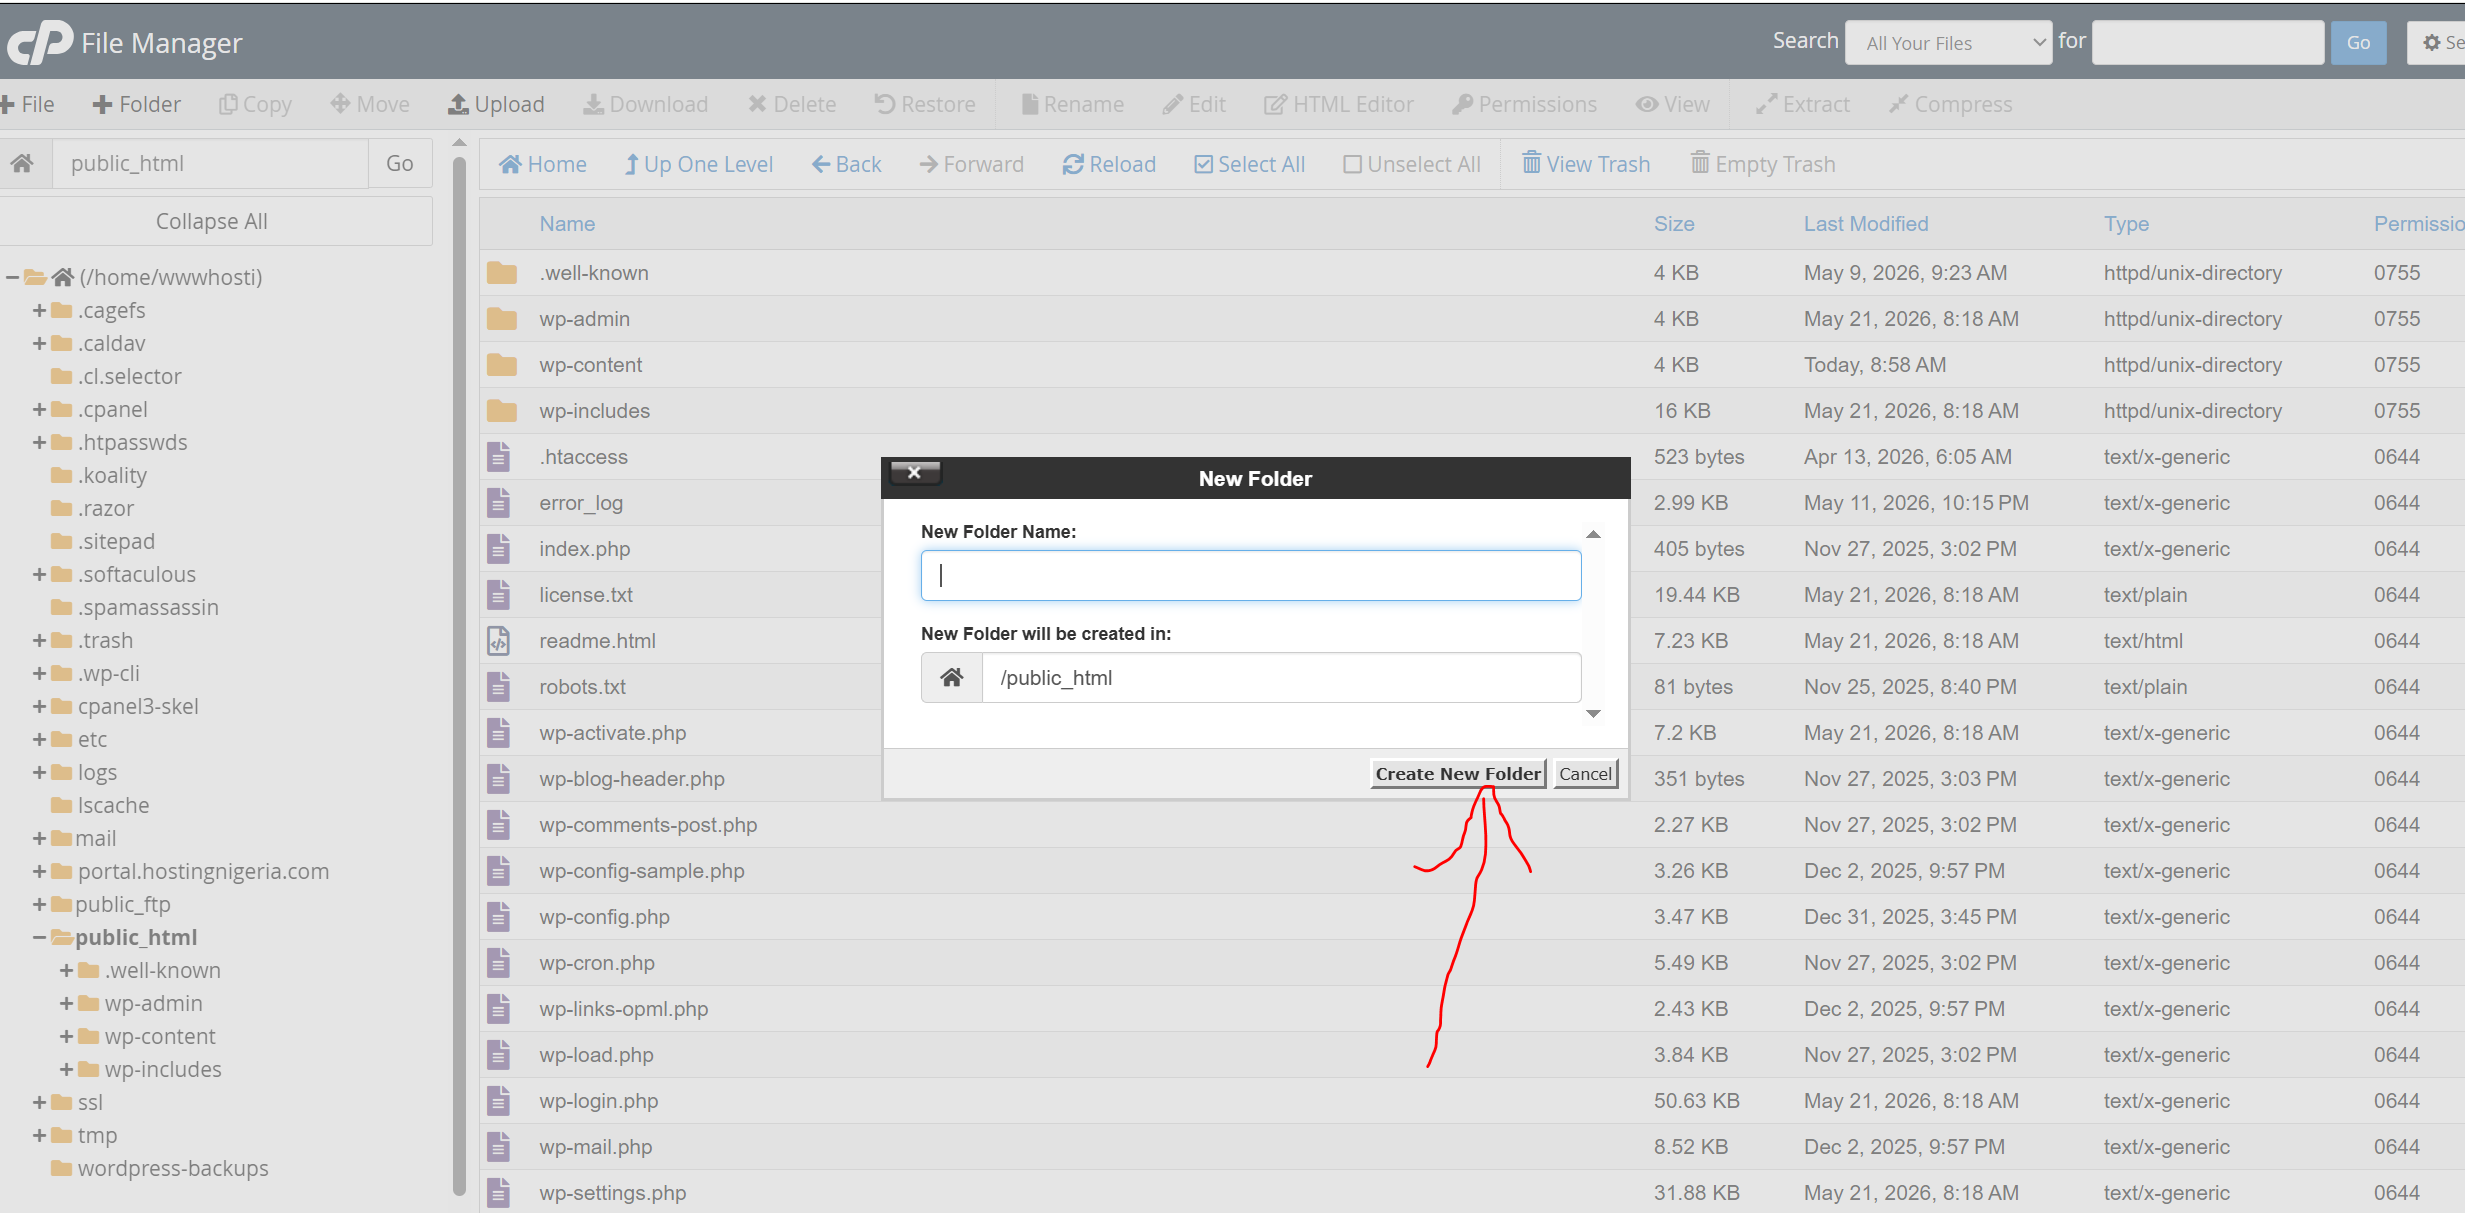 cP File Manager
Search All Your Files for Go
File Folder Copy Move Upload Download Delete Restore Rename Edit HTML Editor Permissions View Extract Compress
public_html Go
Collapse All
(/home/wwwhosti)
.cagefs
.caldav
.cl.selector
.cpanel
.htpasswds
.koality
.razor
.sitepad
.softaculous
.spamassassin
.trash
.wp-cli
cpanel3-skel
etc
logs
lscache
mail
portal.hostingnigeria.com
public_ftp
public_html
.well-known
wp-admin
wp-content
wp-includes
ssl
tmp
wordpress-backups
Home Up One Level Back Forward Reload Select All Unselect All View Trash Empty Trash
Name Size Last Modified Type Permissio
.well-known 4 KB May 9, 2026, 9:23 AM httpd/unix-directory 0755
wp-admin 4 KB May 21, 2026, 8:18 AM httpd/unix-directory 0755
wp-content 4 KB Today, 8:58 AM httpd/unix-directory 0755
wp-includes 16 KB May 21, 2026, 8:18 AM httpd/unix-directory 0755
.htaccess 523 bytes Apr 13, 2026, 6:05 AM text/x-generic 0644
error_log 2.99 KB May 11, 2026, 10:15 PM text/x-generic 0644
index.php 405 bytes Nov 27, 2025, 3:02 PM text/x-generic 0644
license.txt 19.44 KB May 21, 2026, 8:18 AM text/plain 0644
readme.html 7.23 KB May 21, 2026, 8:18 AM text/html 0644
robots.txt 81 bytes Nov 25, 2025, 8:40 PM text/plain 0644
wp-activate.php 7.2 KB May 21, 2026, 8:18 AM text/x-generic 0644
wp-blog-header.php 351 bytes Nov 27, 2025, 3:03 PM text/x-generic 0644
wp-comments-post.php 2.27 KB Nov 27, 2025, 3:02 PM text/x-generic 0644
wp-config-sample.php 3.26 KB Dec 2, 2025, 9:57 PM text/x-generic 0644
wp-config.php 3.47 KB Dec 31, 2025, 3:45 PM text/x-generic 0644
wp-cron.php 5.49 KB Nov 27, 2025, 3:02 PM text/x-generic 0644
wp-links-opml.php 2.43 KB Dec 2, 2025, 9:57 PM text/x-generic 0644
wp-load.php 3.84 KB Nov 27, 2025, 3:02 PM text/x-generic 0644
wp-login.php 50.63 KB May 21, 2026, 8:18 AM text/x-generic 0644
wp-mail.php 8.52 KB Dec 2, 2025, 9:57 PM text/x-generic 0644
wp-settings.php 31.88 KB May 21, 2026, 8:18 AM text/x-generic 0644
New Folder
New Folder Name:
New Folder will be created in:
/public_html
Create New Folder Cancel